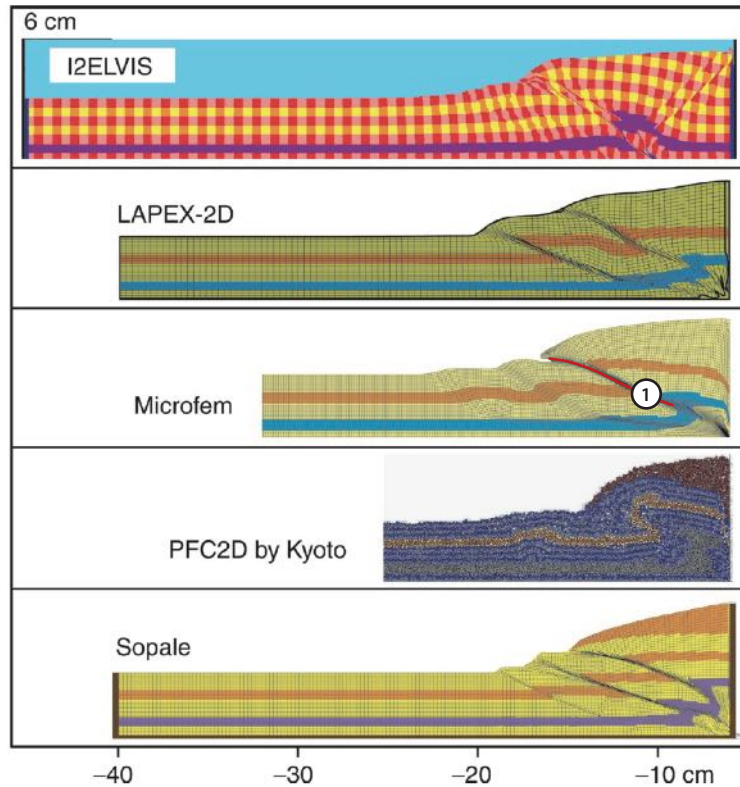 6 cm
I2ELVIS
LAPEX-2D
Microfem
1
PFC2D by Kyoto
Sopale
−40 −30 −20 −10 cm